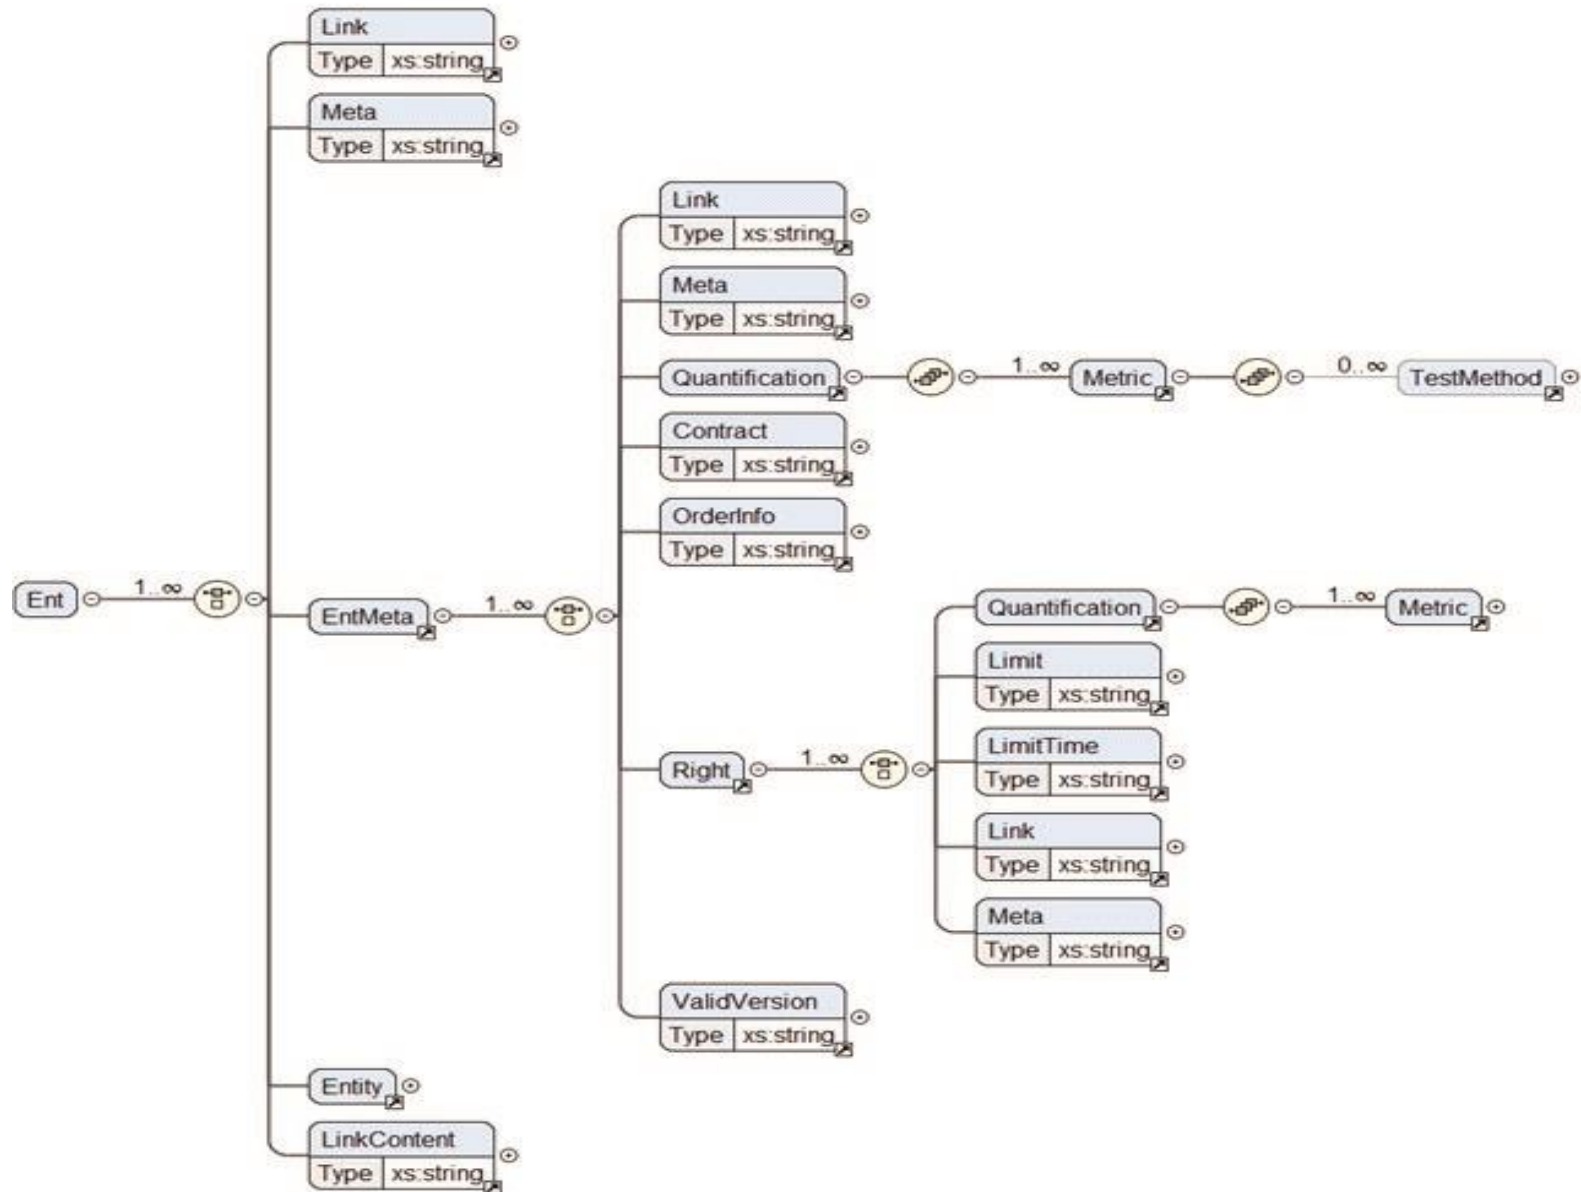 Link
Type xs:string
Meta
Type xs:string
Link
Type xs:string
Meta
Type xs:string
Quantification 1..∞ Metric 0..∞ TestMethod
Contract
Type xs:string
OrderInfo
Type xs:string
Ent 1..∞ EntMeta 1..∞
Quantification 1..∞ Metric
Limit
Type xs:string
LimitTime
Type xs:string
Right 1..∞
Link
Type xs:string
Meta
Type xs:string
ValidVersion
Type xs:string
Entity
LinkContent
Type xs:string